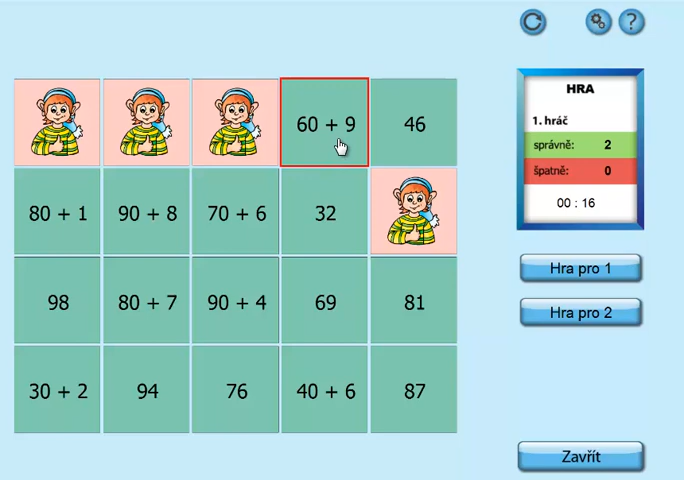 ?
HRA
1. hráč
správně: 2
špatně: 0
00 : 16
60 + 9 46
80 + 1 90 + 8 70 + 6 32
98 80 + 7 90 + 4 69 81
30 + 2 94 76 40 + 6 87
Hra pro 1
Hra pro 2
Zavřít